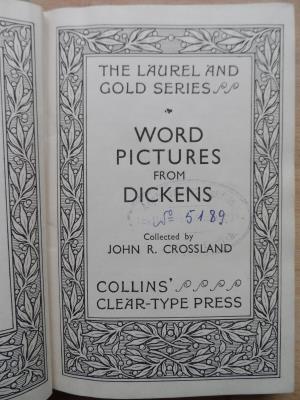 THE LAUREL AND
GOLD SERIES
WORD
PICTURES
FROM
DICKENS
№ 5189
Collected by
JOHN R. CROSSLAND
COLLINS'
CLEAR-TYPE PRESS